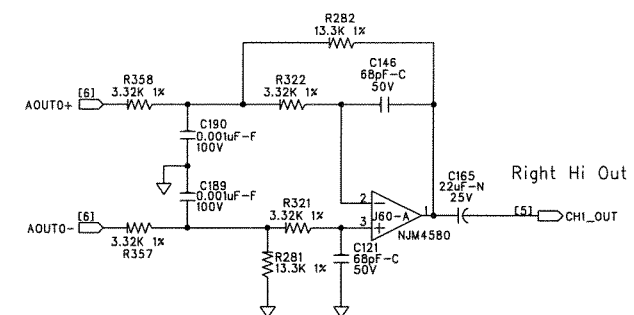 R282
13.3K 1%
C146
68pF-C
50V
R358
3.32K 1%
R322
3.32K 1%
[6]
AOUT0+
C190
0.001uF-F
100V
C189
0.001uF-F
100V
C165
22uF-N
25V
Right Hi Out
[6]
AOUT0-
3.32K 1%
R357
R321
3.32K 1%
2
3
1
J60-A
NJM4580
[5]
CH1_OUT
R281
13.3K 1%
C121
68pF-C
50V